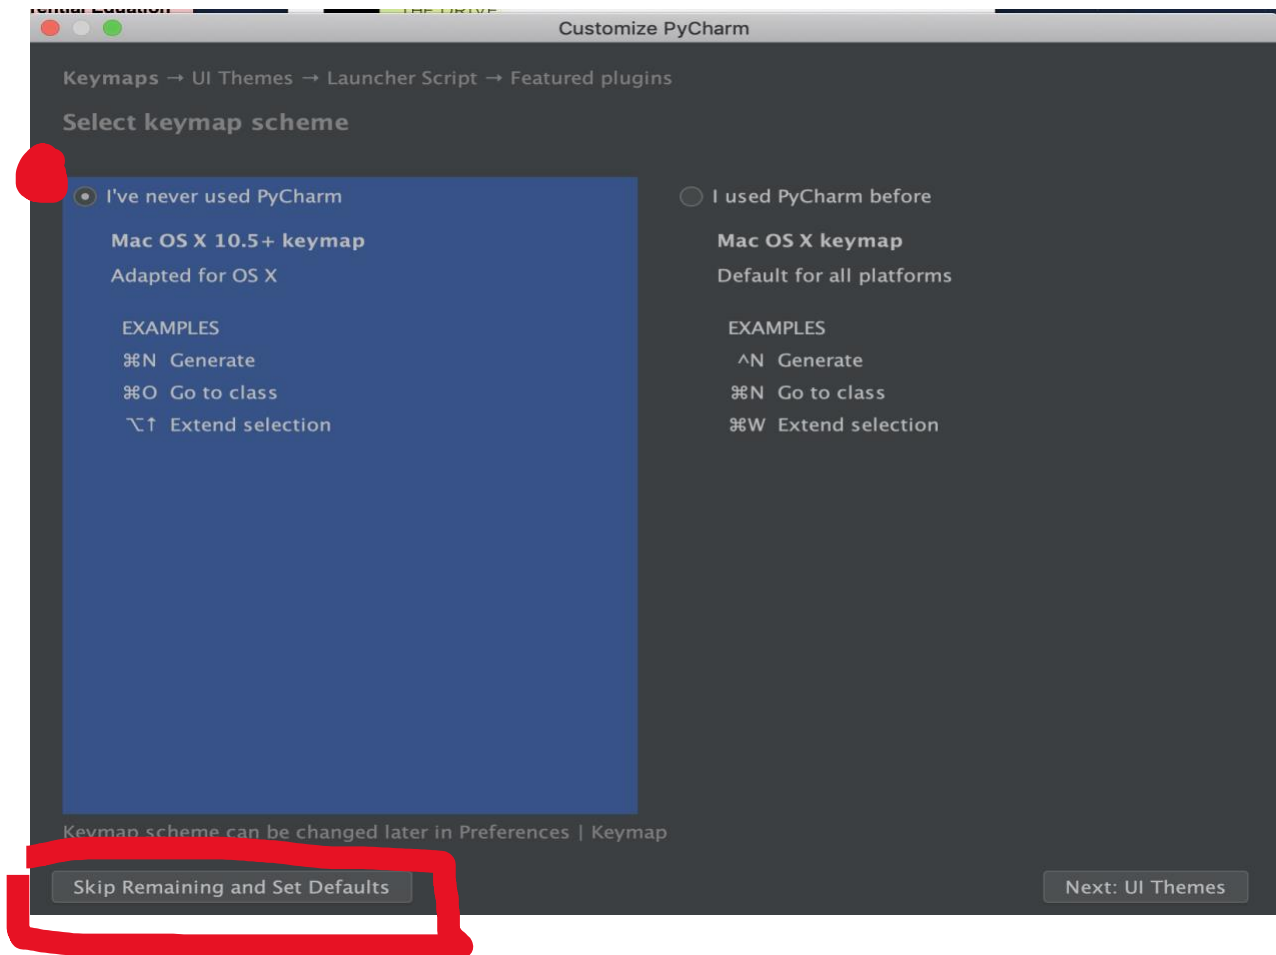 Equation
THE DRIVE
Customize PyCharm
Keymaps → UI Themes → Launcher Script → Featured plugins
Select keymap scheme
I've never used PyCharm
Mac OS X 10.5+ keymap
Adapted for OS X
EXAMPLES
⌘N Generate
⌘O Go to class
⌥↑ Extend selection
I used PyCharm before
Mac OS X keymap
Default for all platforms
EXAMPLES
^N Generate
⌘N Go to class
⌘W Extend selection
Keymap scheme can be changed later in Preferences | Keymap
Skip Remaining and Set Defaults
Next: UI Themes